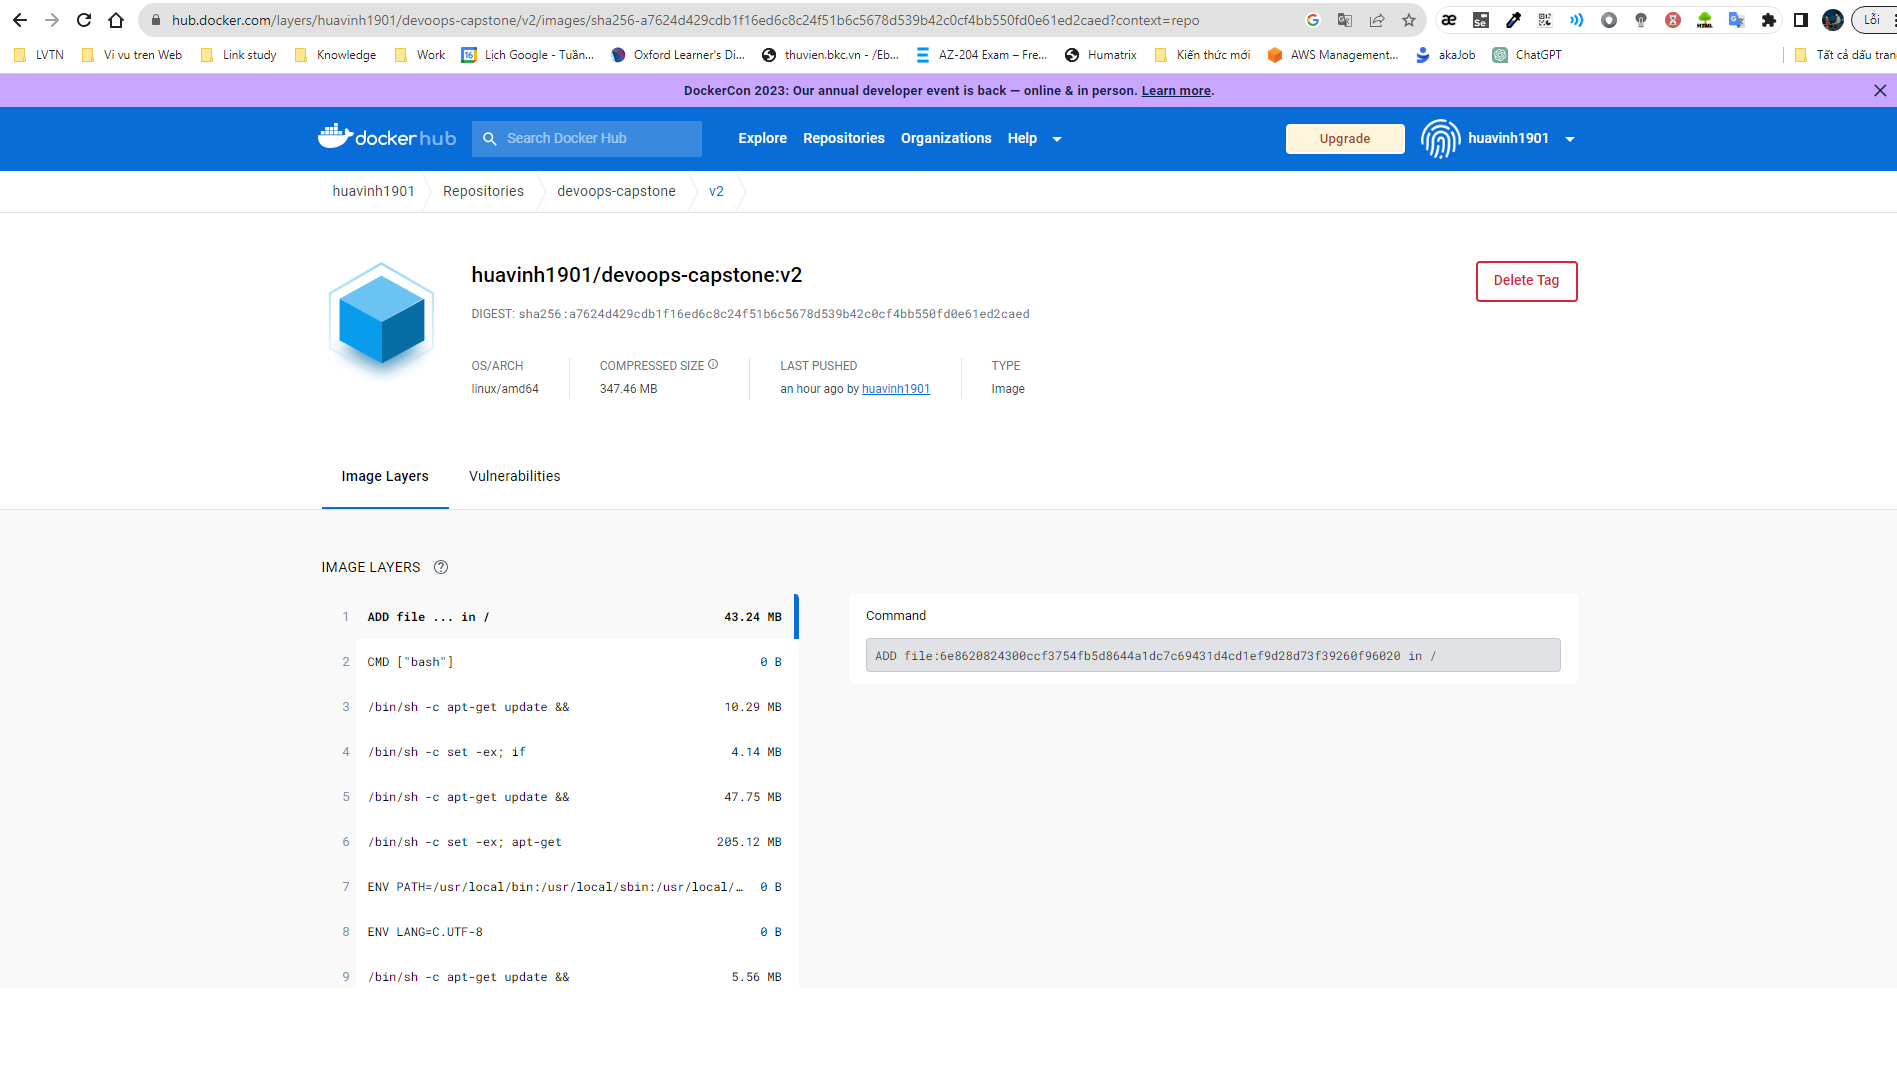 hub.docker.com/layers/huavinh1901/devoops-capstone/v2/images/sha256-a7624d429cdb1f16ed6c8c24f51b6c5678d539b42c0cf4bb550fd0e61ed2caed?context=repo Lỗi
LVTN Vi vu tren Web Link study Knowledge Work Lịch Google - Tuần... Oxford Learner's Di... thuvien.bkc.vn - /Eb... AZ-204 Exam – Fre... Humatrix Kiến thức mới AWS Management... akaJob ChatGPT Tất cả dấu tran
DockerCon 2023: Our annual developer event is back — online & in person. Learn more.
dockerhub Search Docker Hub Explore Repositories Organizations Help Upgrade huavinh1901
huavinh1901 Repositories devoops-capstone v2
huavinh1901/devoops-capstone:v2
Delete Tag
DIGEST: sha256:a7624d429cdb1f16ed6c8c24f51b6c5678d539b42c0cf4bb550fd0e61ed2caed
OS/ARCH COMPRESSED SIZE LAST PUSHED TYPE
linux/amd64 347.46 MB an hour ago by huavinh1901 Image
Image Layers Vulnerabilities
IMAGE LAYERS
1 ADD file ... in / 43.24 MB
2 CMD ["bash"] 0 B
3 /bin/sh -c apt-get update && 10.29 MB
4 /bin/sh -c set -ex; if 4.14 MB
5 /bin/sh -c apt-get update && 47.75 MB
6 /bin/sh -c set -ex; apt-get 205.12 MB
7 ENV PATH=/usr/local/bin:/usr/local/sbin:/usr/local/… 0 B
8 ENV LANG=C.UTF-8 0 B
9 /bin/sh -c apt-get update && 5.56 MB
Command
ADD file:6e8620824300ccf3754fb5d8644a1dc7c69431d4cd1ef9d28d73f39260f96020 in /